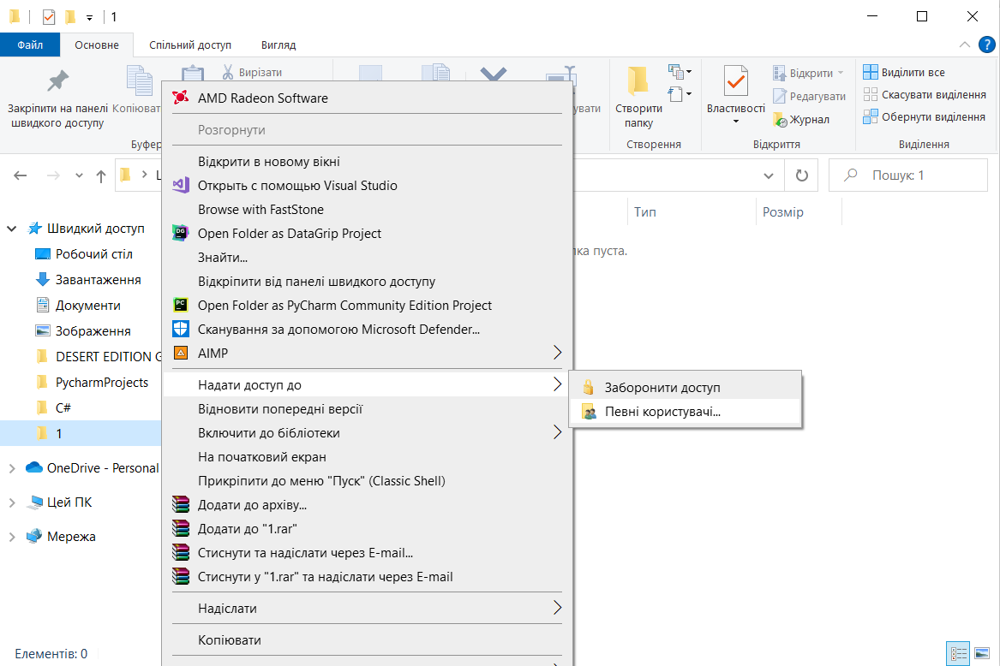 1
Файл
Основне
Спільний доступ
Вигляд
?
Закріпити на панелі
швидкого доступу
Вирізати
Створити
папку
Створення
Властивості
Відкрити
Редагувати
Журнал
Відкриття
Виділити все
Скасувати виділення
Обернути виділення
Виділення
Пошук: 1
Тип
Розмір
пуста.
Швидкий доступ
Робочий стіл
Завантаження
Документи
Зображення
DESERT EDITION
PycharmProjects
C#
1
OneDrive - Personal
Цей ПК
Мережа
AMD Radeon Software
Розгорнути
Відкрити в новому вікні
Открыть с помощью Visual Studio
Browse with FastStone
DG
Open Folder as DataGrip Project
Знайти...
Відкріпити від панелі швидкого доступу
PC
Open Folder as PyCharm Community Edition Project
Сканування за допомогою Microsoft Defender...
AIMP
Надати доступ до
Відновити попередні версії
Включити до бібліотеки
На початковий екран
Прикріпити до меню "Пуск" (Classic Shell)
Додати до архіву...
Додати до "1.rar"
Стиснути та надіслати через E-mail...
Стиснути у "1.rar" та надіслати через E-mail
Надіслати
Копіювати
Заборонити доступ
Певні користувачі...
Елементів: 0